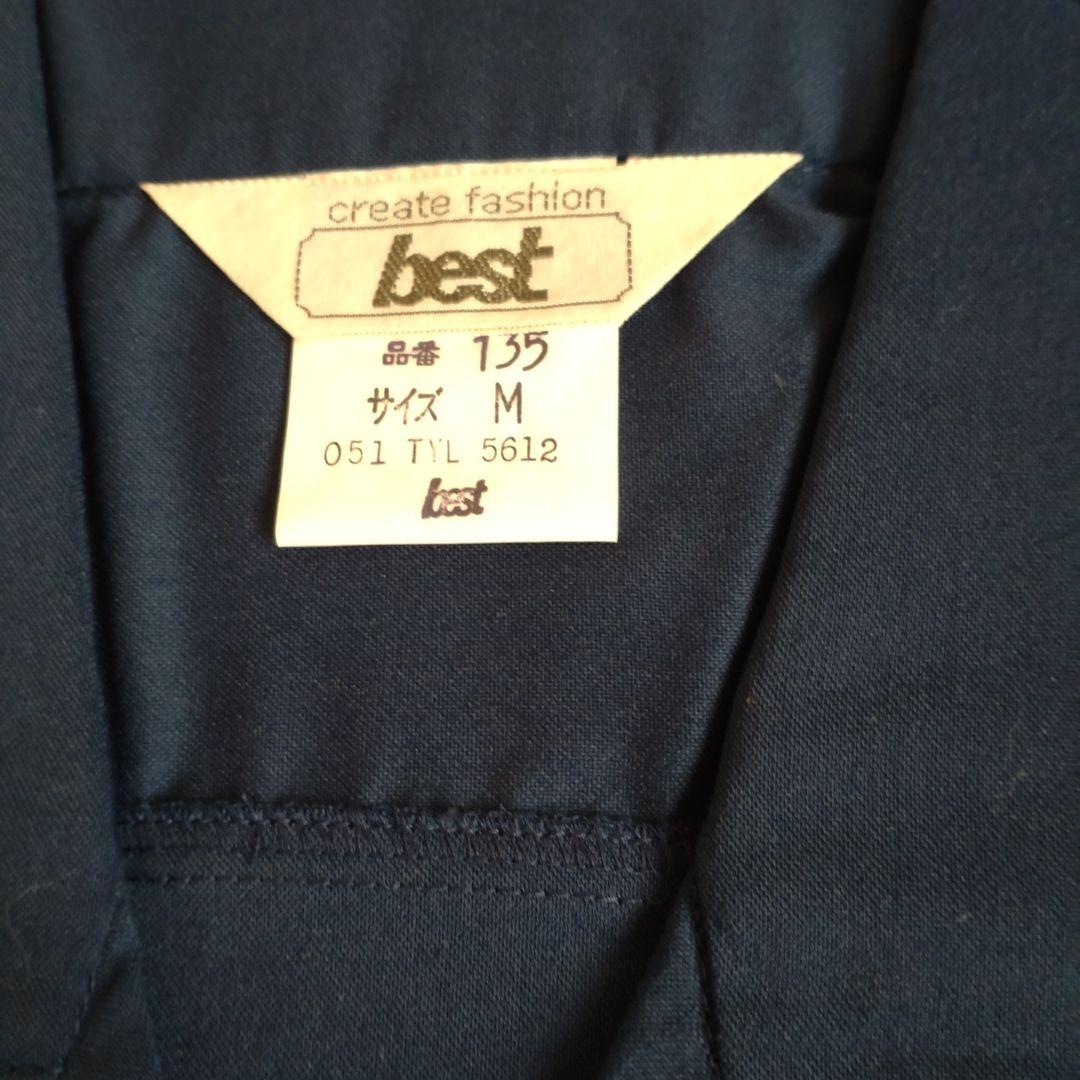 create fashion
best
品番 135
サイズ M
051 TYL 5612
best